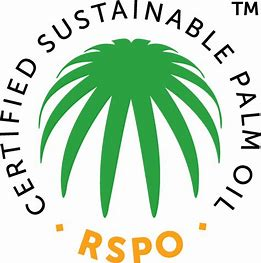 CERTIFIED SUSTAINABLE PALM OIL
TM
· RSPO ·